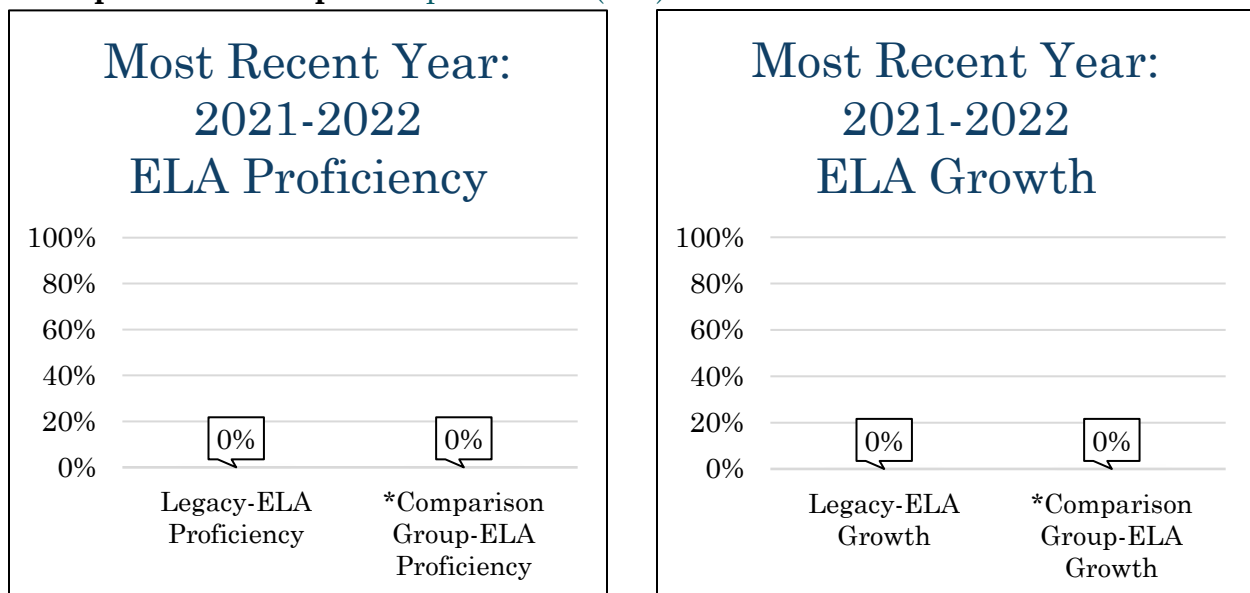 Most Recent Year:
2021-2022
ELA Proficiency
100%
80%
60%
40%
20%
0%
0%
0%
Legacy-ELA
Proficiency
*Comparison
Group-ELA
Proficiency
Most Recent Year:
2021-2022
ELA Growth
100%
80%
60%
40%
20%
0%
0%
0%
Legacy-ELA
Growth
*Comparison
Group-ELA
Growth